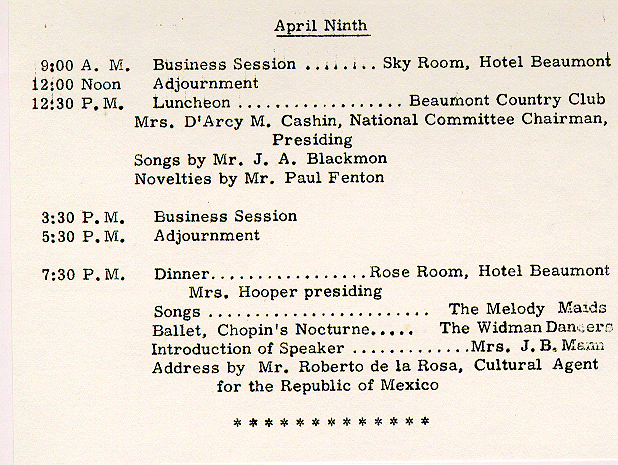 April Ninth
9:00 A. M. Business Session ........ Sky Room, Hotel Beaumont
12:00 Noon Adjournment
12:30 P.M. Luncheon .................. Beaumont Country Club
Mrs. D'Arcy M. Cashin, National Committee Chairman,
Presiding
Songs by Mr. J. A. Blackmon
Novelties by Mr. Paul Fenton
3:30 P.M. Business Session
5:30 P.M. Adjournment
7:30 P.M. Dinner.................Rose Room, Hotel Beaumont
Mrs. Hooper presiding
Songs ........................ The Melody Maids
Ballet, Chopin's Nocturne..... The Widman Dancers
Introduction of Speaker .............Mrs. J.B. Mann
Address by Mr. Roberto de la Rosa, Cultural Agent
for the Republic of Mexico
* * * * * * * * * * * * *